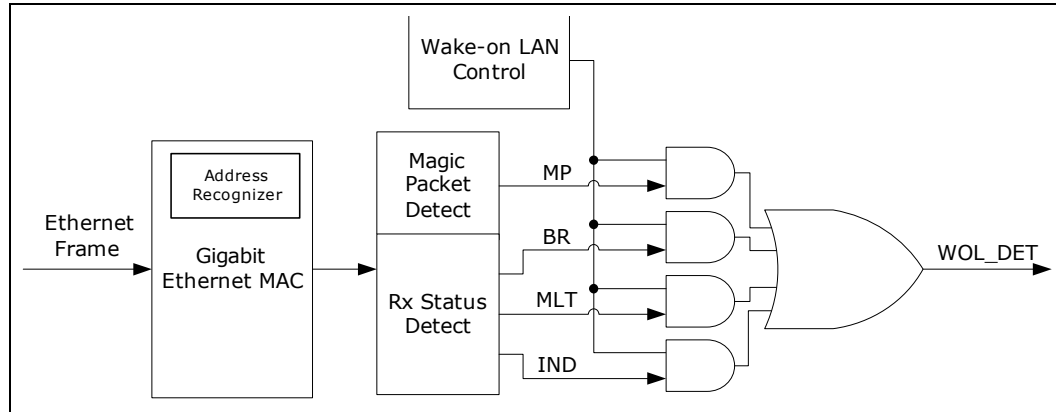 Wake-on LAN
Control
Address
Recognizer
Magic
Packet
Detect
MP
Ethernet
Frame
Gigabit
Ethernet MAC
BR
WOL_DET
Rx Status
Detect
MLT
IND